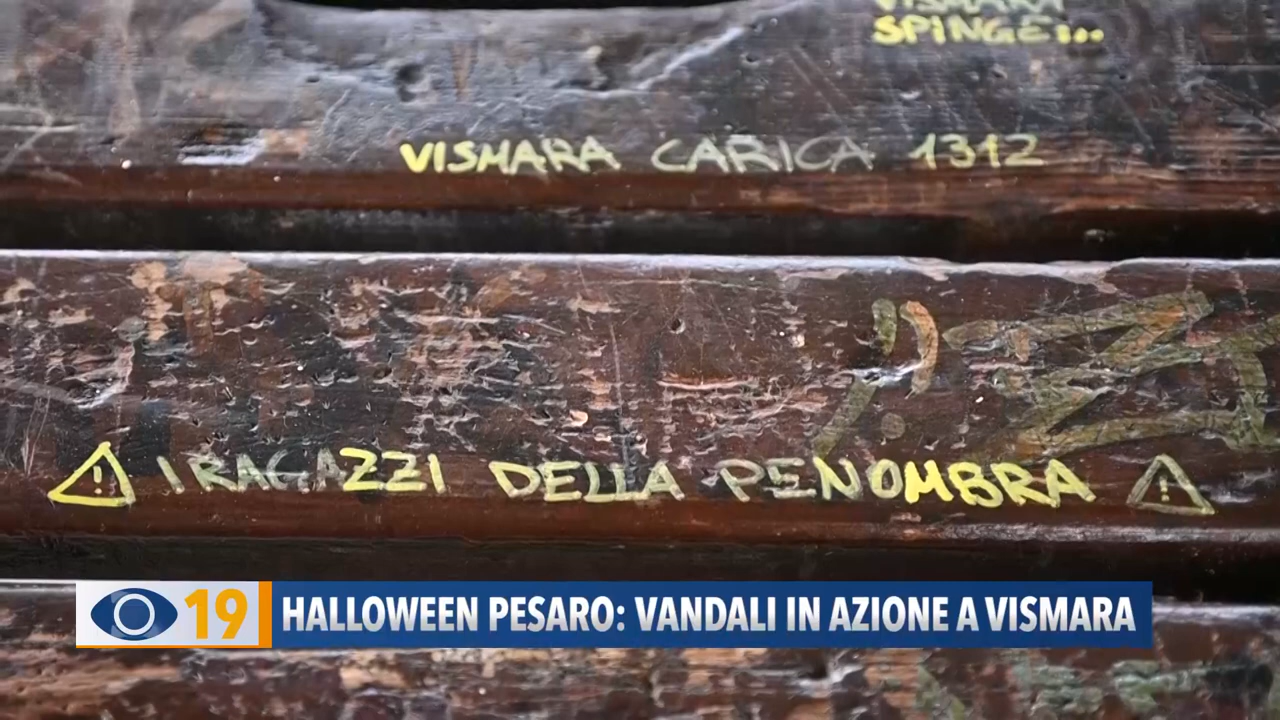 VISMARA
SPINGE...
VISMARA CARICA 1312
! I RAGAZZI DELLA PENOMBRA !
19 HALLOWEEN PESARO: VANDALI IN AZIONE A VISMARA